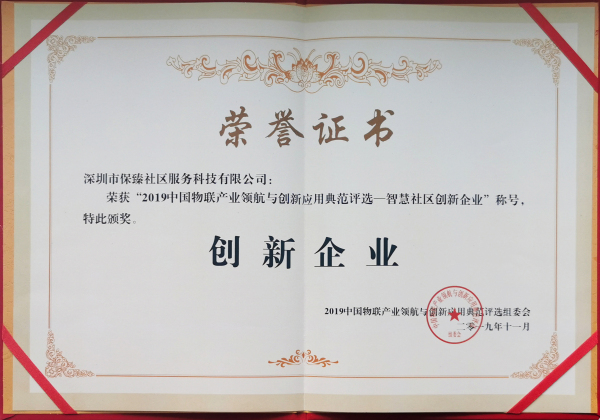 荣誉证书
深圳市保臻社区服务科技有限公司：
荣获“2019中国物联产业领航与创新应用典范评选—智慧社区创新企业”称号，
特此颁奖。
创新企业
2019中国物联产业领航与创新应用典范评选组委会
二零一九年十一月